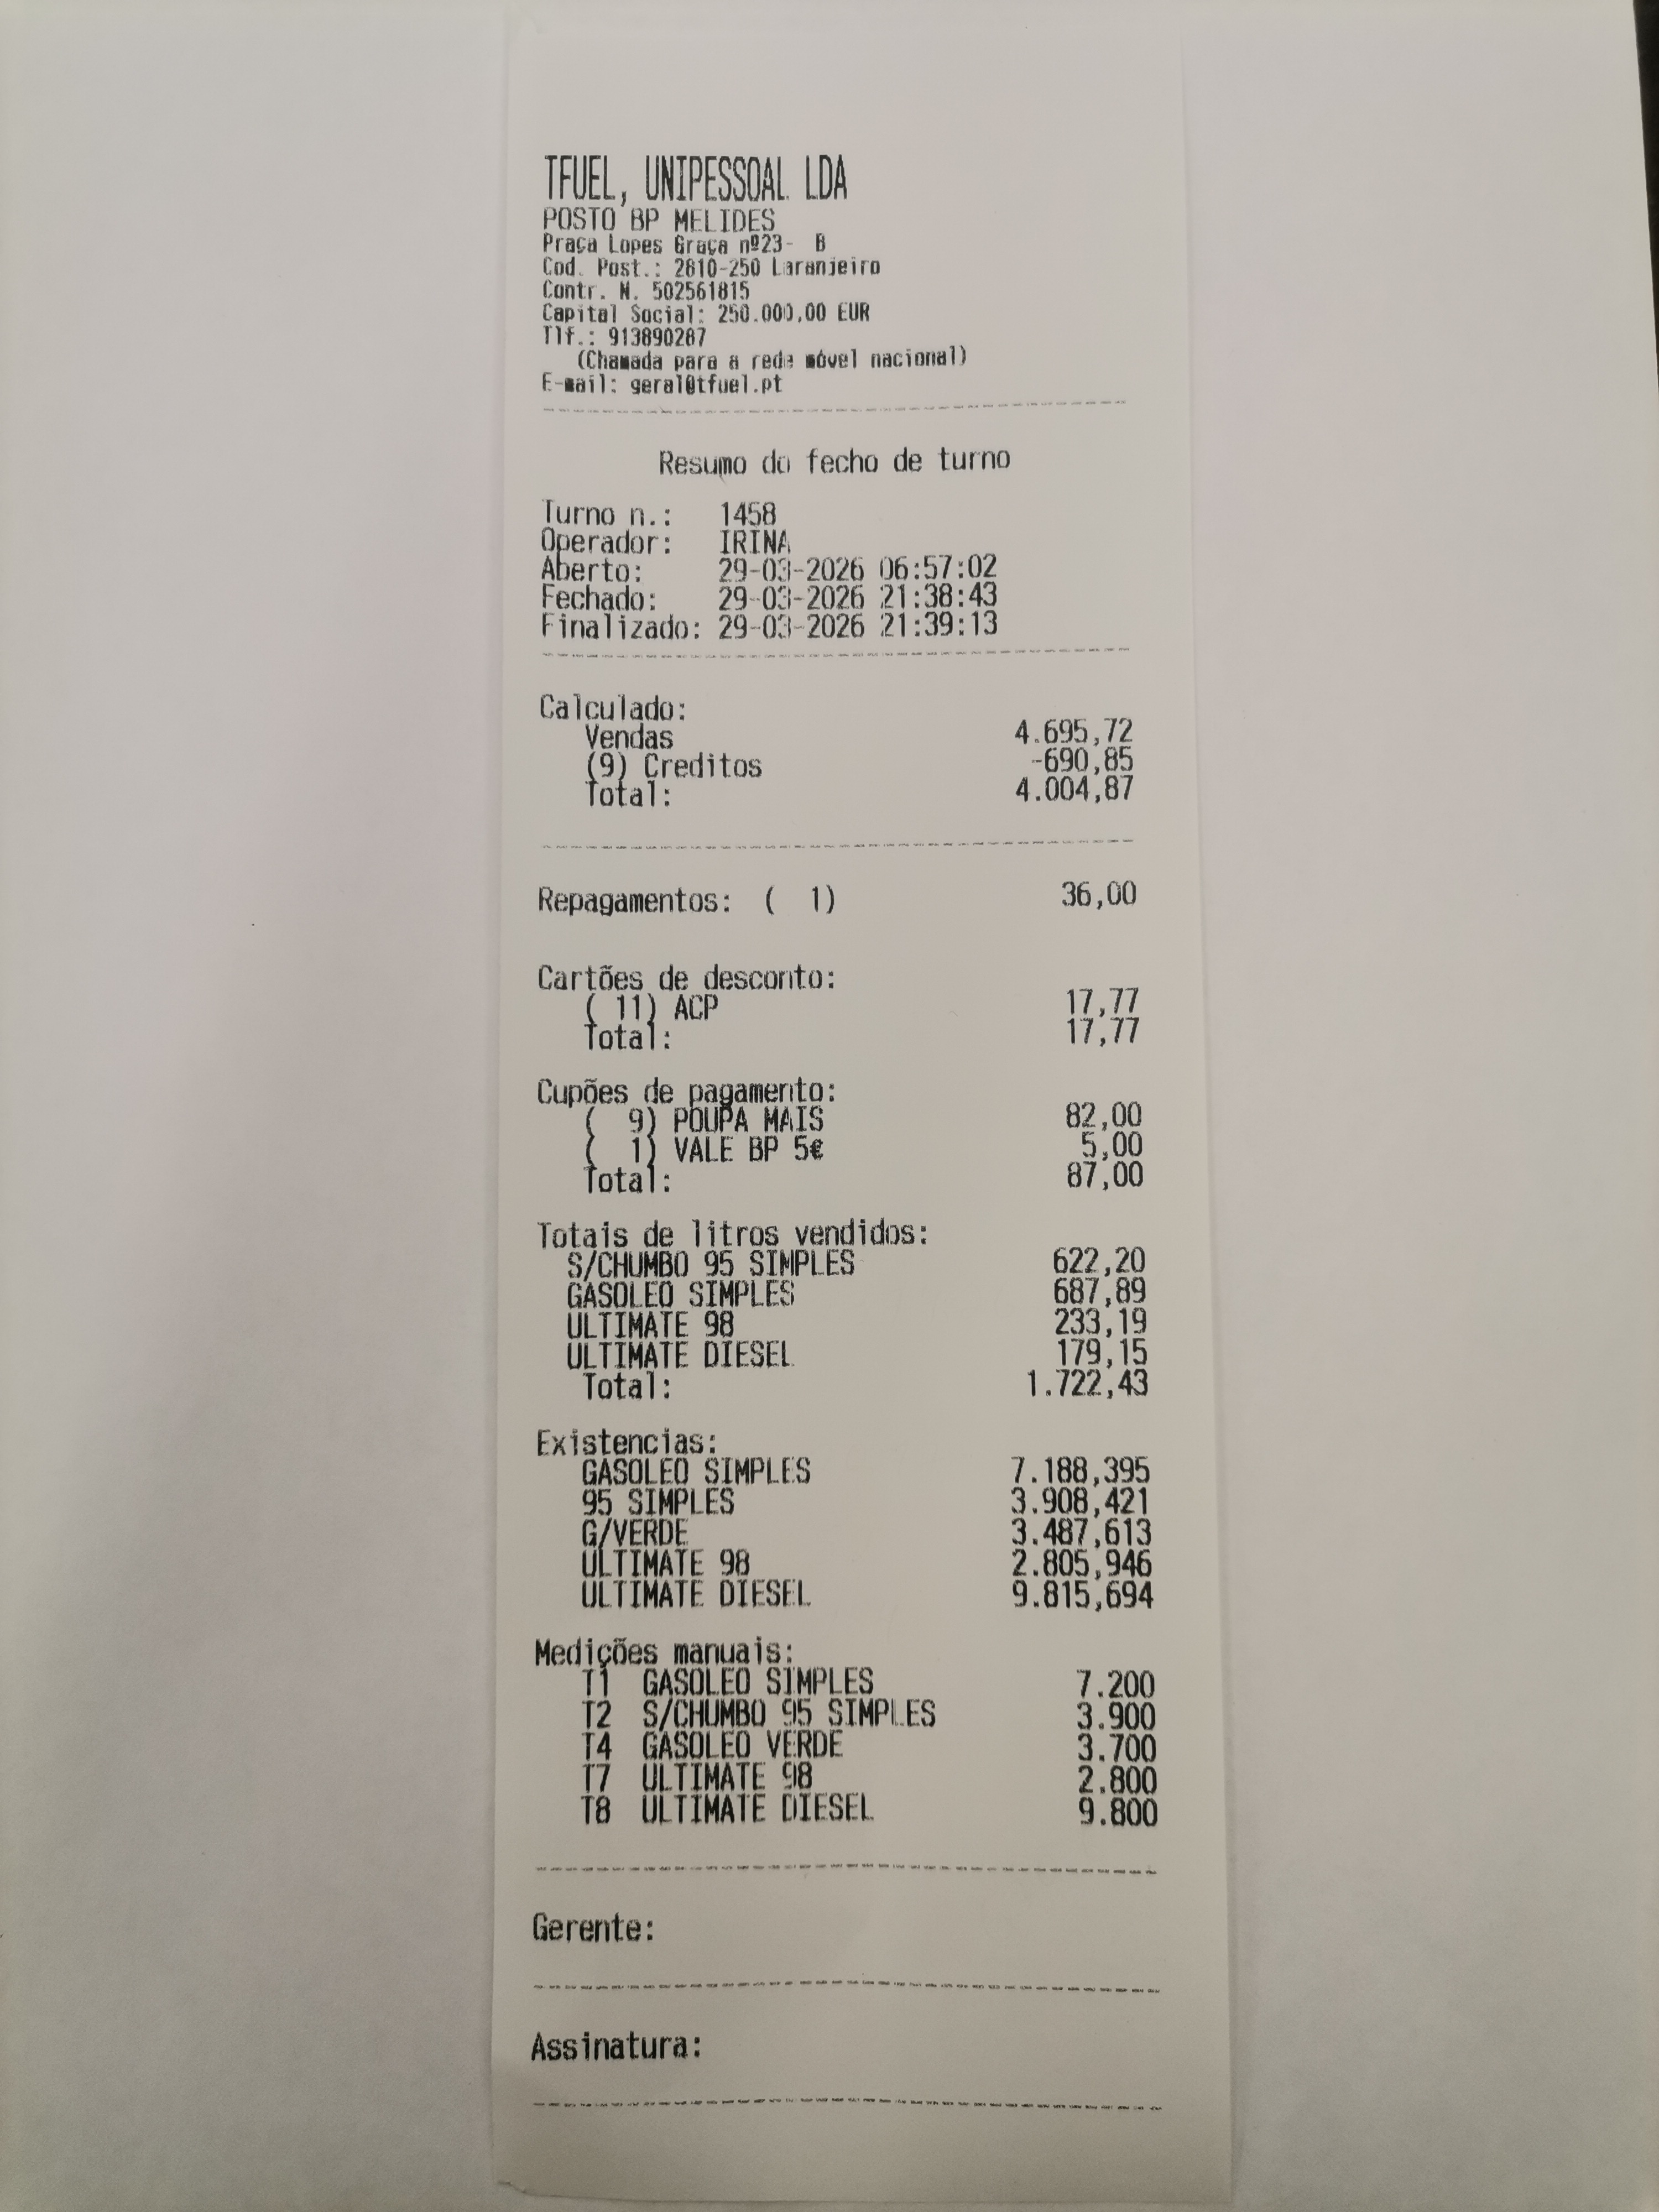 TFUEL, UNIPESSOAL LDA
POSTO BP MELIDES
Praça Lopes Graça nº23- B
Cod. Post.: 2810-250 Laranjeiro
Contr. N. 502561815
Capital Social: 250.000,00 EUR
Tlf.: 913890287
(Chamada para a rede móvel nacional)
E-mail: geral@tfuel.pt
Resumo do fecho de turno
Turno n.: 1458
Operador: IRINA
Aberto: 29-03-2026 06:57:02
Fechado: 29-03-2026 21:38:43
Finalizado: 29-03-2026 21:39:13
Calculado:
Vendas 4.695,72
(9) Creditos -690,85
Total: 4.004,87
Repagamentos: ( 1) 36,00
Cartões de desconto:
( 11) ACP 17,77
Total: 17,77
Cupões de pagamento:
( 9) POUPA MAIS 82,00
( 1) VALE BP 5€ 5,00
Total: 87,00
Totais de litros vendidos:
S/CHUMBO 95 SIMPLES 622,20
GASOLEO SIMPLES 687,89
ULTIMATE 98 233,19
ULTIMATE DIESEL 179,15
Total: 1.722,43
Existencias:
GASOLEO SIMPLES 7.188,395
95 SIMPLES 3.908,421
G/VERDE 3.487,613
ULTIMATE 98 2.805,946
ULTIMATE DIESEL 9.815,694
Medições manuais:
T1 GASOLEO SIMPLES 7.200
T2 S/CHUMBO 95 SIMPLES 3.900
T4 GASOLEO VERDE 3.700
T7 ULTIMATE 98 2.800
T8 ULTIMATE DIESEL 9.800
Gerente:
Assinatura: